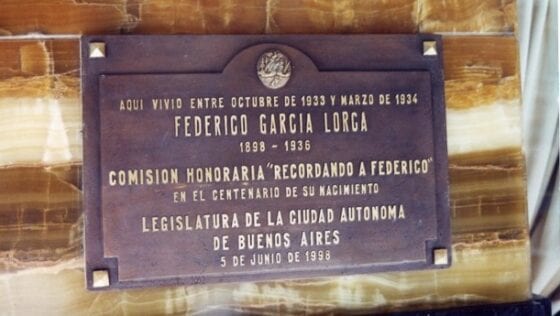 AQUI VIVIO ENTRE OCTUBRE DE 1933 Y MARZO DE 1934
FEDERICO GARCIA LORCA
1898 - 1936
COMISION HONORARIA "RECORDANDO A FEDERICO"
EN EL CENTENARIO DE SU NACIMIENTO
LEGISLATURA DE LA CIUDAD AUTONOMA
DE BUENOS AIRES
5 DE JUNIO DE 1998